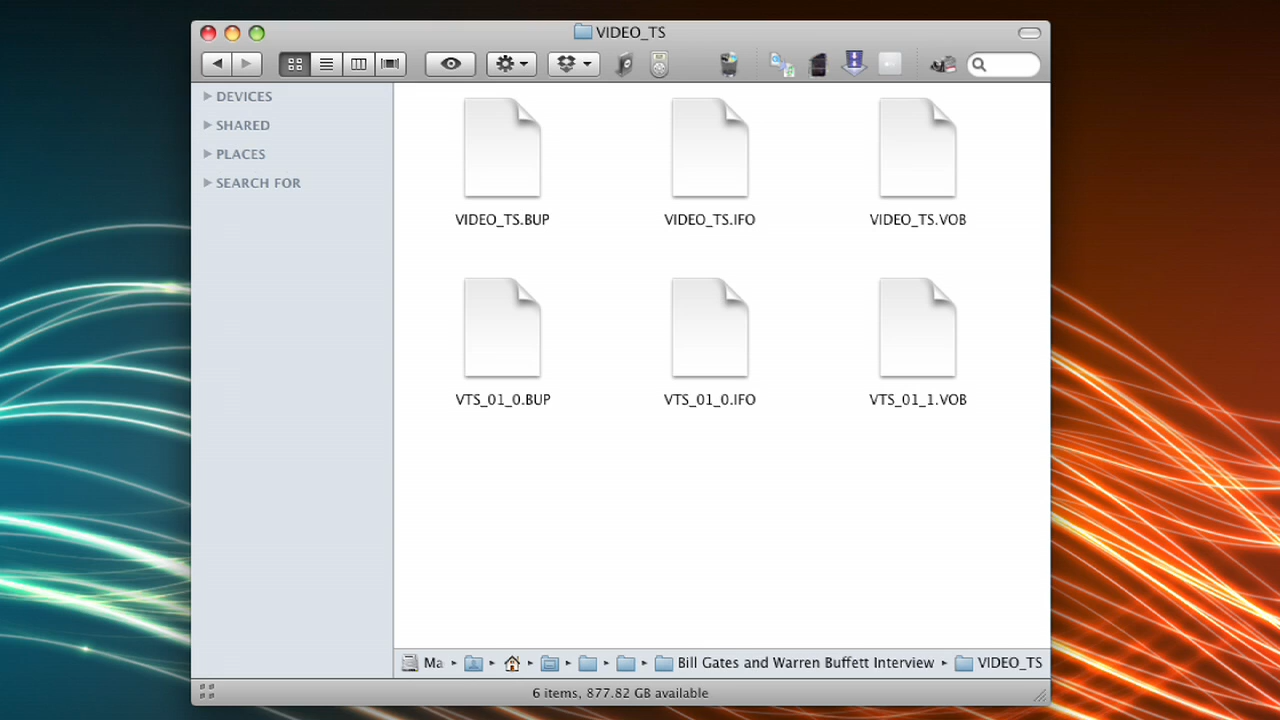 VIDEO_TS
DEVICES
SHARED
PLACES
SEARCH FOR
VIDEO_TS.BUP VIDEO_TS.IFO VIDEO_TS.VOB
VTS_01_0.BUP VTS_01_0.IFO VTS_01_1.VOB
Ma Bill Gates and Warren Buffett Interview VIDEO_TS
6 items, 877.82 GB available